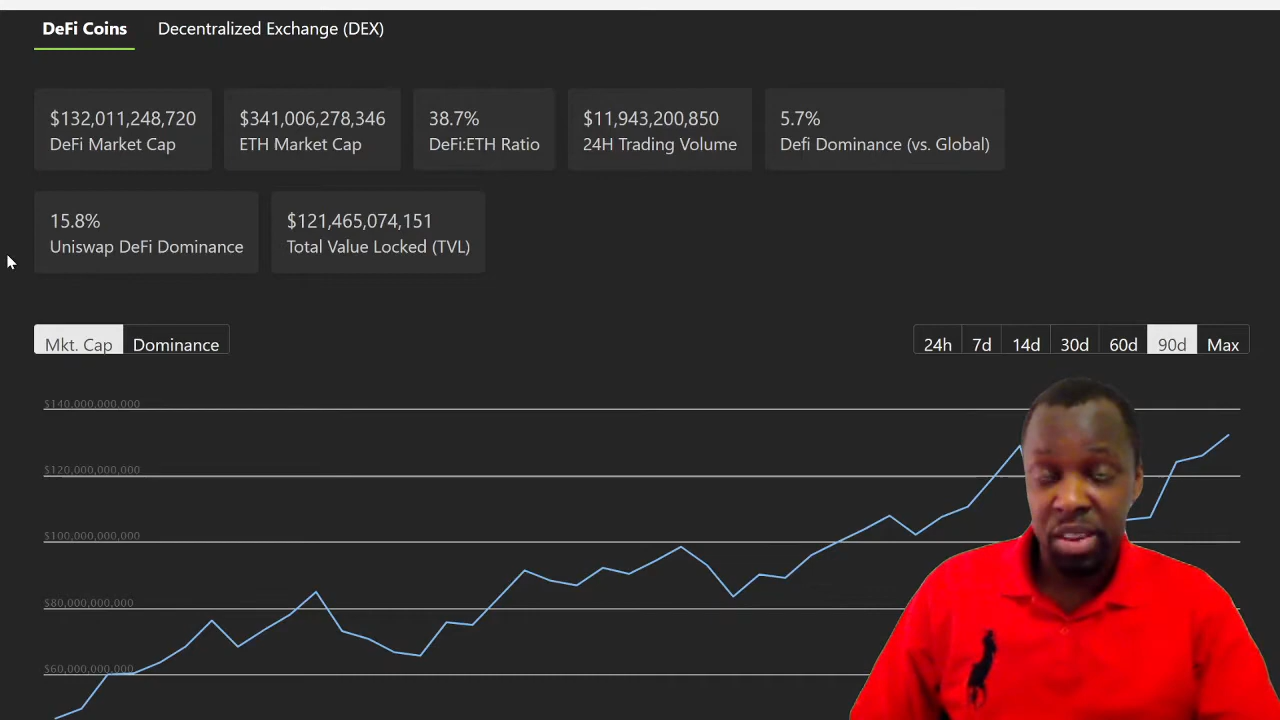 DeFi Coins Decentralized Exchange (DEX)
$132,011,248,720 $341,006,278,346 38.7% $11,943,200,850 5.7%
DeFi Market Cap ETH Market Cap DeFi:ETH Ratio 24H Trading Volume Defi Dominance (vs. Global)
15.8% $121,465,074,151
Uniswap DeFi Dominance Total Value Locked (TVL)
Mkt. Cap Dominance 24h 7d 14d 30d 60d 90d Max
$140,000,000,000
$120,000,000,000
$100,000,000,000
$80,000,000,000
$60,000,000,000